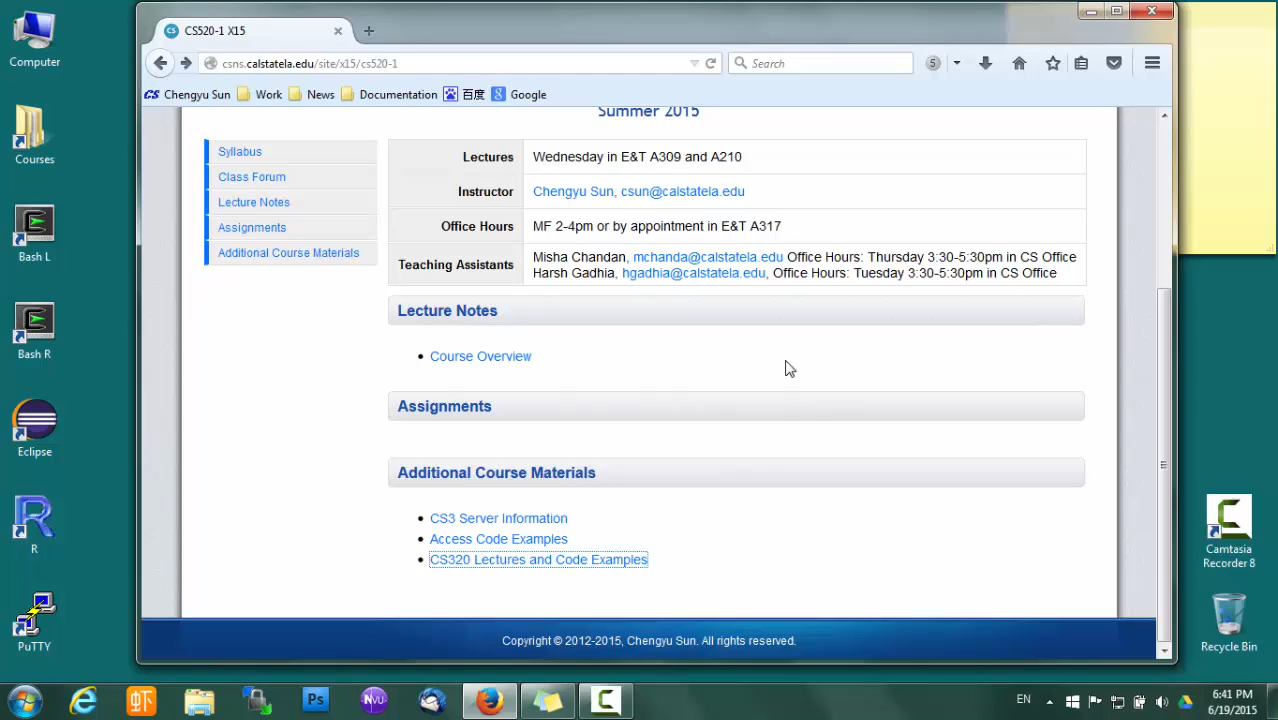 Computer
Courses
Bash L
Bash R
Eclipse
R
PuTTY
CS520-1 X15
csns.calstatela.edu/site/x15/cs520-1
Search
5
CS Chengyu Sun Work News Documentation 百度 Google
Summer 2015
Syllabus
Class Forum
Lecture Notes
Assignments
Additional Course Materials
Lectures Wednesday in E&T A309 and A210
Instructor Chengyu Sun, csun@calstatela.edu
Office Hours MF 2-4pm or by appointment in E&T A317
Teaching Assistants Misha Chandan, mchanda@calstatela.edu Office Hours: Thursday 3:30-5:30pm in CS Office
Harsh Gadhia, hgadhia@calstatela.edu, Office Hours: Tuesday 3:30-5:30pm in CS Office
Lecture Notes
Course Overview
Assignments
Additional Course Materials
CS3 Server Information
Access Code Examples
CS320 Lectures and Code Examples
Copyright © 2012-2015, Chengyu Sun. All rights reserved.
Camtasia
Recorder 8
Recycle Bin
虾
Ps
EN
6:41 PM
6/19/2015